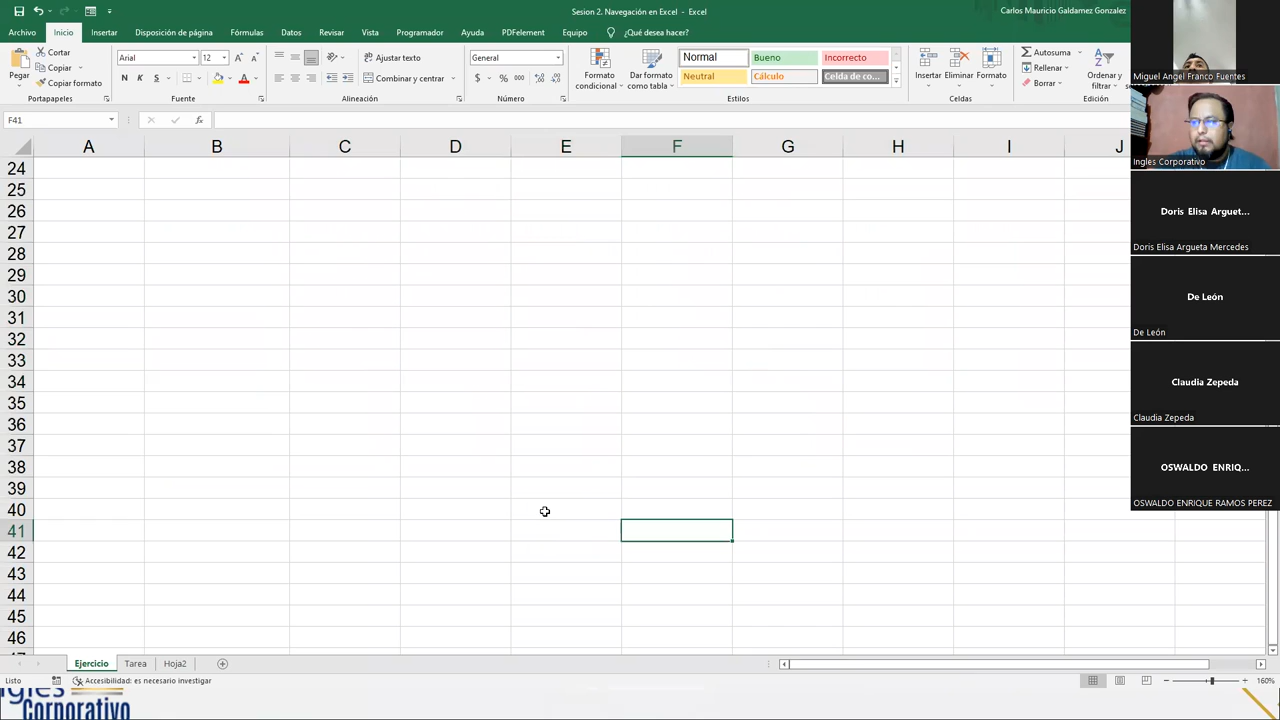 Sesion 2. Navegación en Excel - Excel
Carlos Mauricio Galdamez Gonzalez
Archivo Inicio Insertar Disposición de página Fórmulas Datos Revisar Vista Programador Ayuda PDFelement Equipo ¿Qué desea hacer?
Pegar
Cortar
Copiar
Copiar formato
Portapapeles
Arial 12
N K S
Fuente
Ajustar texto
Combinar y centrar
Alineación
General
$ % 000
Número
Formato condicional
Dar formato como tabla
Normal Bueno Incorrecto
Neutral Cálculo Celda de co...
Estilos
Insertar Eliminar Formato
Celdas
Autosuma
Rellenar
Borrar
Ordenar y filtrar
Edición
F41
fx
A B C D E F G H I J
24
25
26
27
28
29
30
31
32
33
34
35
36
37
38
39
40
41
42
43
44
45
46
Miguel Angel Franco Fuentes
Ingles Corporativo
Doris Elisa Arguet...
Doris Elisa Argueta Mercedes
De León
De León
Claudia Zepeda
Claudia Zepeda
OSWALDO ENRIQ...
OSWALDO ENRIQUE RAMOS PEREZ
Ejercicio Tarea Hoja2
Listo Accesibilidad: es necesario investigar
160%
Ingles
Corporativo